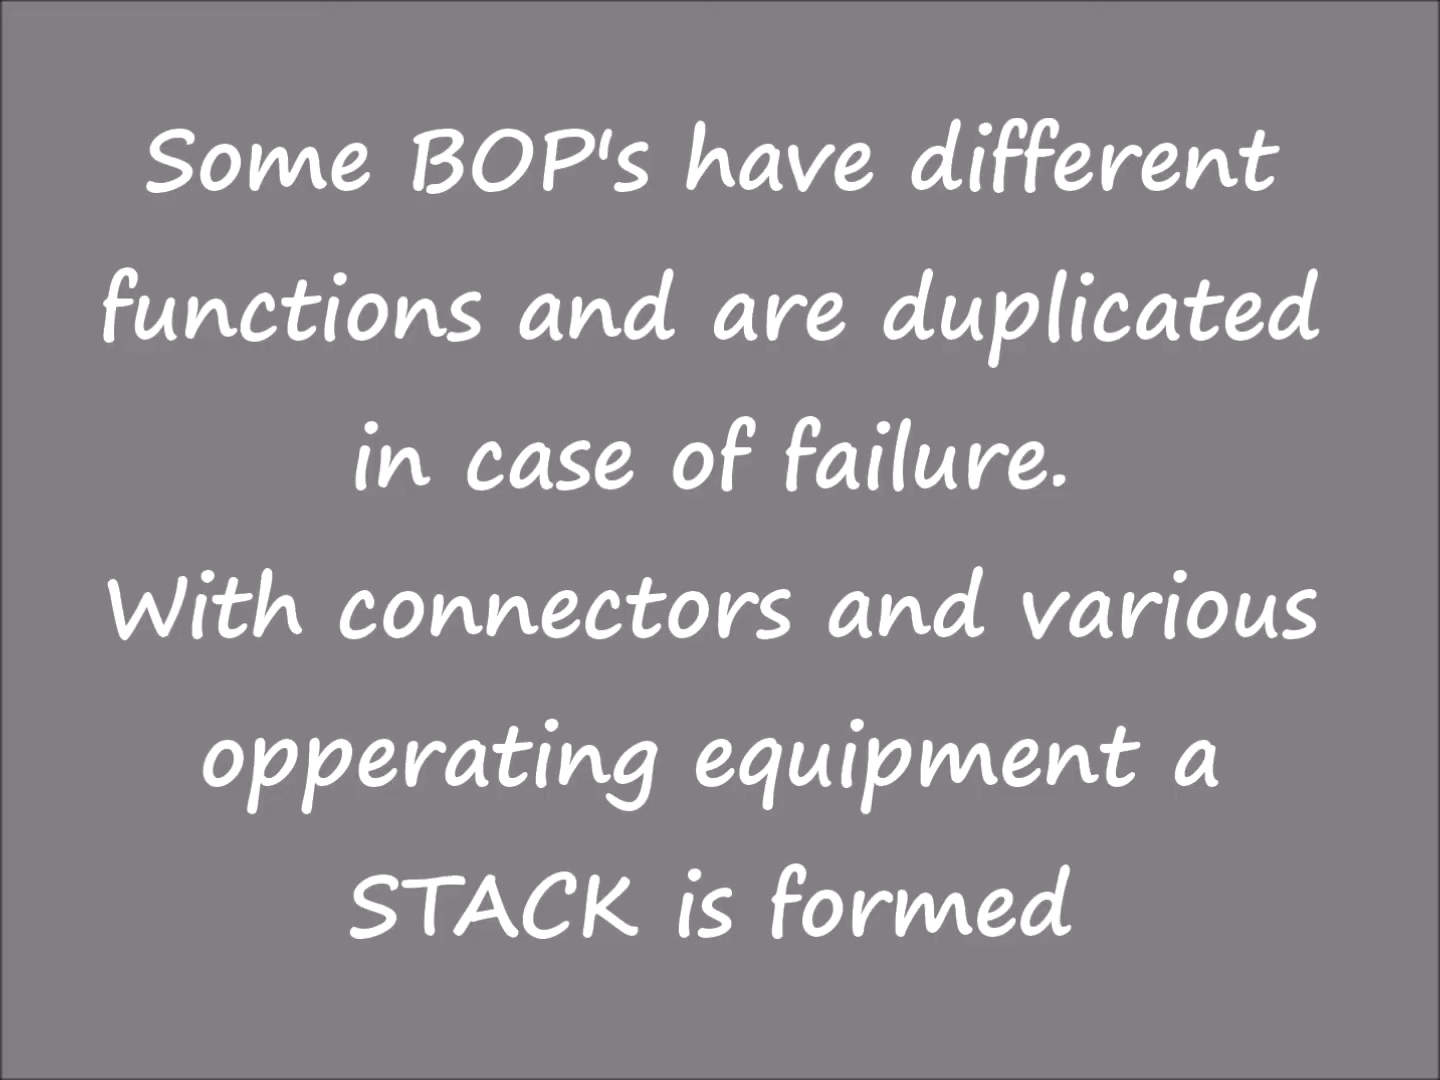 Some BOP's have different
functions and are duplicated
in case of failure.
With connectors and various
opperating equipment a
STACK is formed